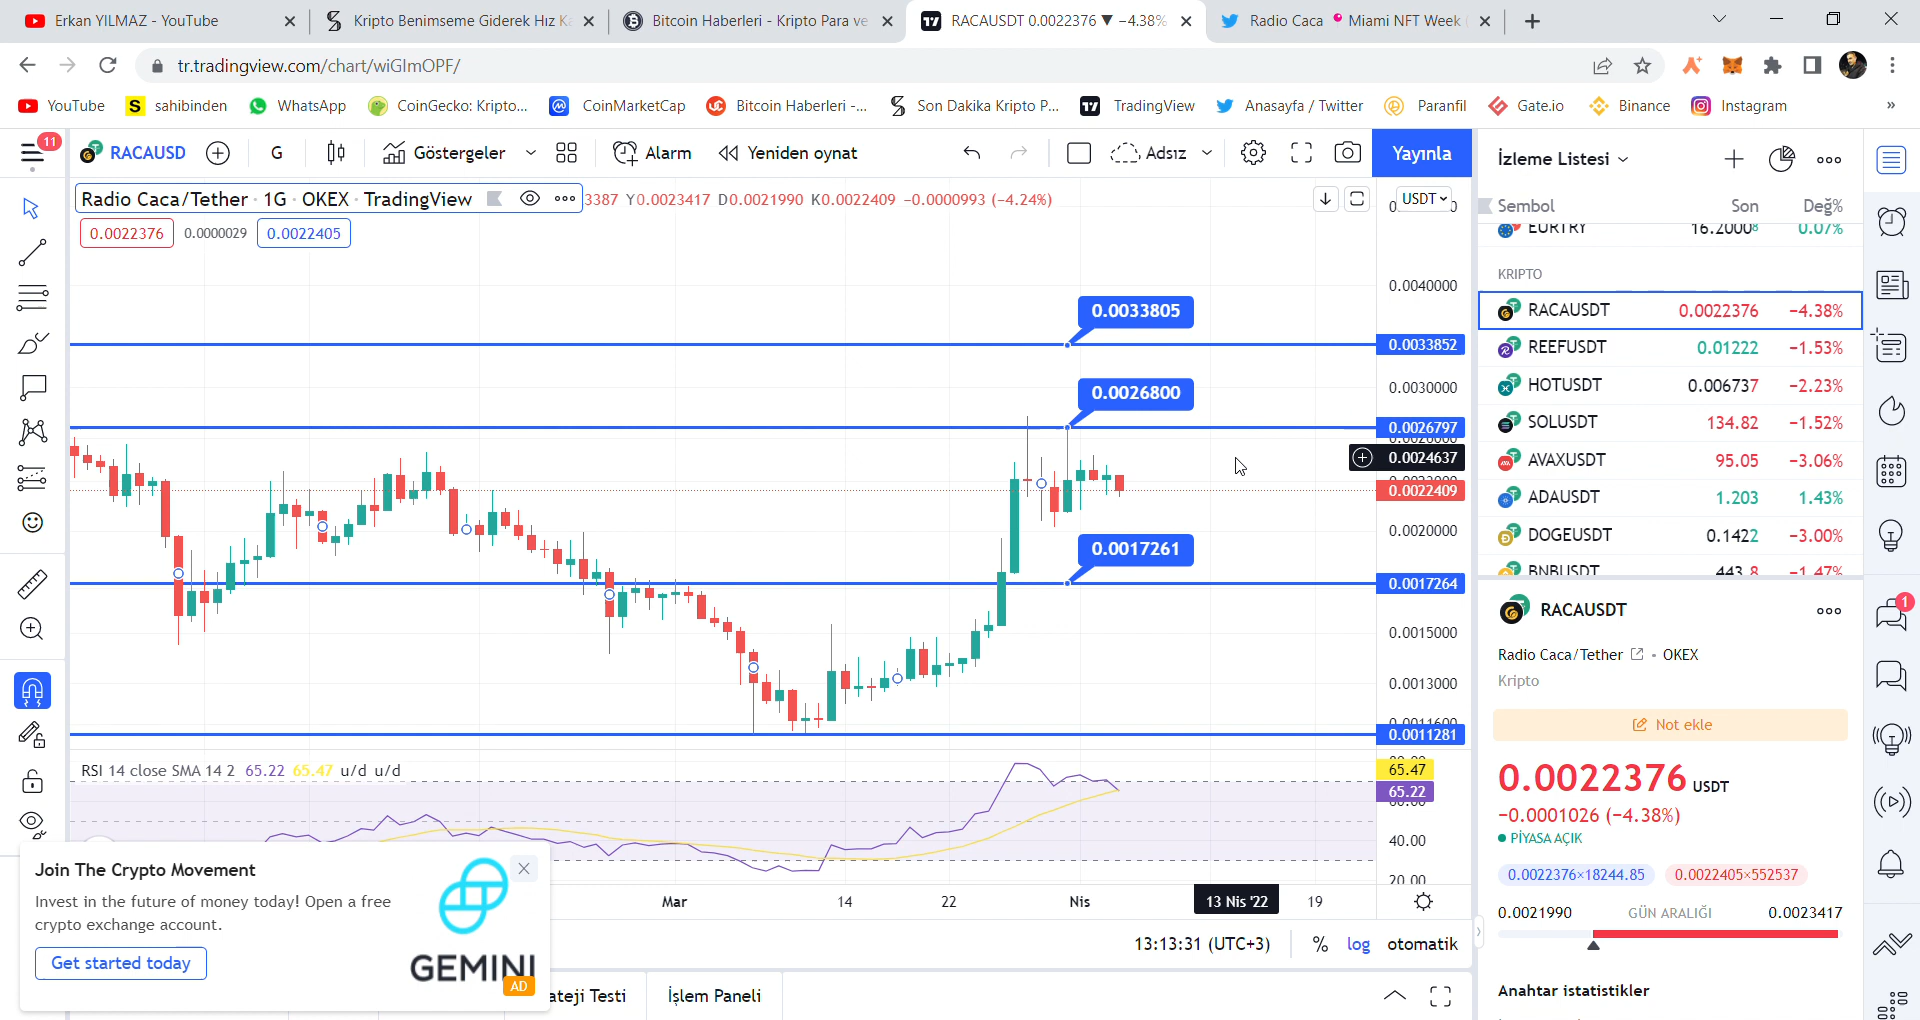 Erkan YILMAZ - YouTube
Kripto Benimseme Giderek Hız K
Bitcoin Haberleri - Kripto Para ve
RACAUSDT 0.0022376 ▼ −4.38%
Radio Caca Miami NFT Week
tr.tradingview.com/chart/wiGImOPF/
YouTube
sahibinden
WhatsApp
CoinGecko: Kripto...
CoinMarketCap
Bitcoin Haberleri -...
Son Dakika Kripto P...
TradingView
Anasayfa / Twitter
Paranfil
Gate.io
Binance
Instagram
»
11
RACAUSD
G
Göstergeler
Alarm
Yeniden oynat
Adsız
Yayınla
Radio Caca/Tether · 1G · OKEX · TradingView
3387 Y0.0023417 D0.0021990 K0.0022409 −0.0000993 (−4.24%)
USDT
0.0022376
0.0000029
0.0022405
0.0040000
0.0033805
0.0033852
0.0030000
0.0026800
0.0026797
0.0024637
0.0022409
0.0020000
0.0017261
0.0017264
0.0015000
0.0013000
0.0011600
0.0011281
RSI 14 close SMA 14 2 65.22 65.47 u/d u/d
65.47
65.22
60.00
40.00
20.00
Mar
14
22
Nis
13 Nis '22
19
13:13:31 (UTC+3)
%
log
otomatik
Join The Crypto Movement
Invest in the future of money today! Open a free
crypto exchange account.
Get started today
GEMINI
AD
ateji Testi
İşlem Paneli
İzleme Listesi
Sembol Son Değ%
EURTRY 16.2000⁸ 0.07%
KRIPTO
RACAUSDT 0.0022376 −4.38%
REEFUSDT 0.01222 −1.53%
HOTUSDT 0.006737 −2.23%
SOLUSDT 134.82 −1.52%
AVAXUSDT 95.05 −3.06%
ADAUSDT 1.203 1.43%
DOGEUSDT 0.1422 −3.00%
BNBUSDT 443.8 −1.47%
RACAUSDT
Radio Caca/Tether · OKEX
Kripto
Not ekle
0.0022376 USDT
−0.0001026 (−4.38%)
PİYASA AÇIK
0.0022376×18244.85
0.0022405×552537
0.0021990 GÜN ARALIĞI 0.0023417
Anahtar istatistikler
1